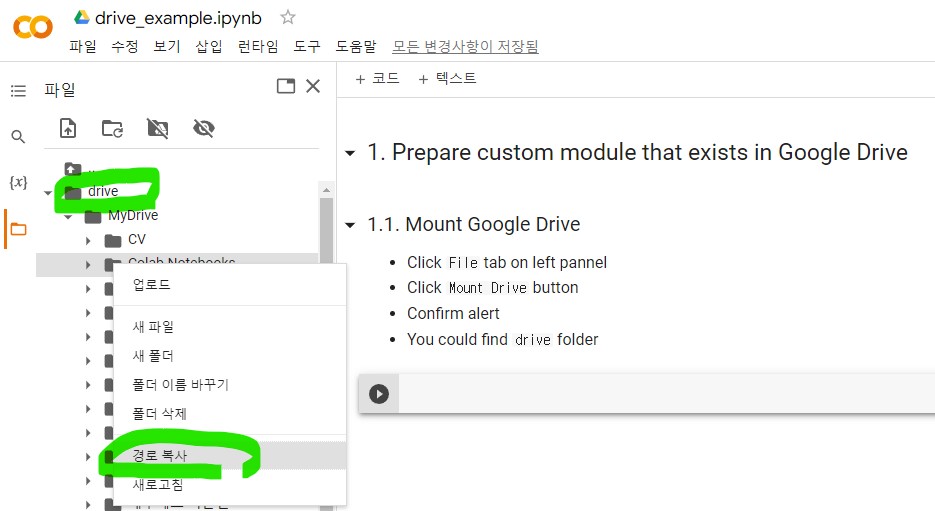 drive_example.ipynb
파일 수정 보기 삽입 런타임 도구 도움말 모든 변경사항이 저장됨
파일
+ 코드 + 텍스트
{x}
..
drive
MyDrive
CV
Colab Notebooks
업로드
새 파일
새 폴더
폴더 이름 바꾸기
폴더 삭제
경로 복사
새로고침
1. Prepare custom module that exists in Google Drive
1.1. Mount Google Drive
• Click File tab on left pannel
• Click Mount Drive button
• Confirm alert
• You could find drive folder